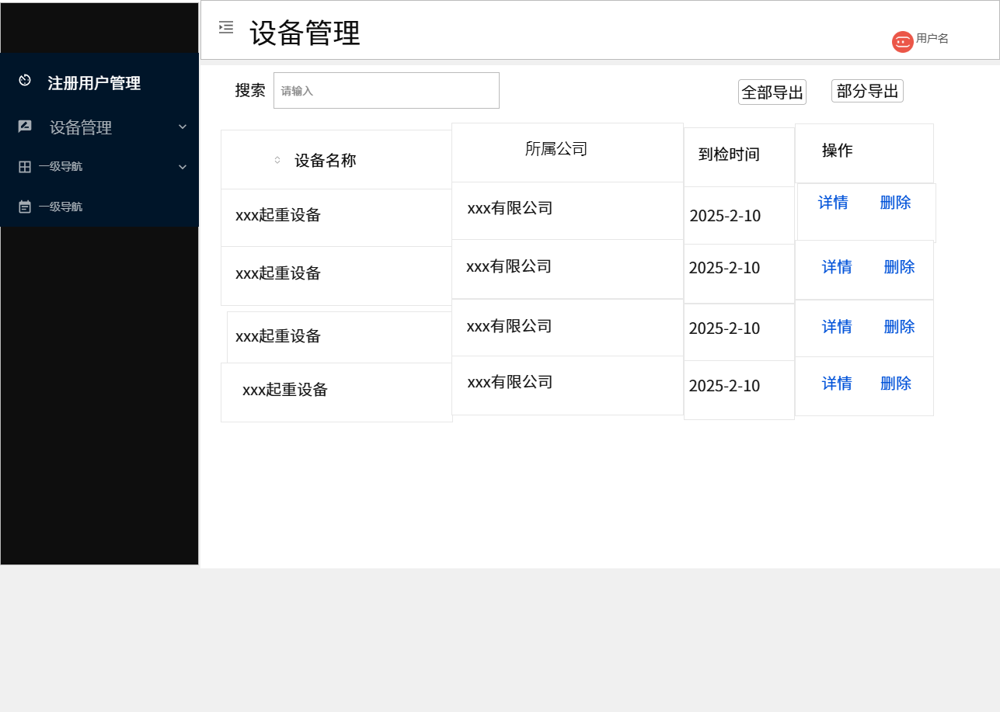 设备管理
用户名
注册用户管理
设备管理
一级导航
一级导航
搜索 请输入 全部导出 部分导出
设备名称 所属公司 到检时间 操作
xxx起重设备 xxx有限公司 2025-2-10 详情 删除
xxx起重设备 xxx有限公司 2025-2-10 详情 删除
xxx起重设备 xxx有限公司 2025-2-10 详情 删除
xxx起重设备 xxx有限公司 2025-2-10 详情 删除